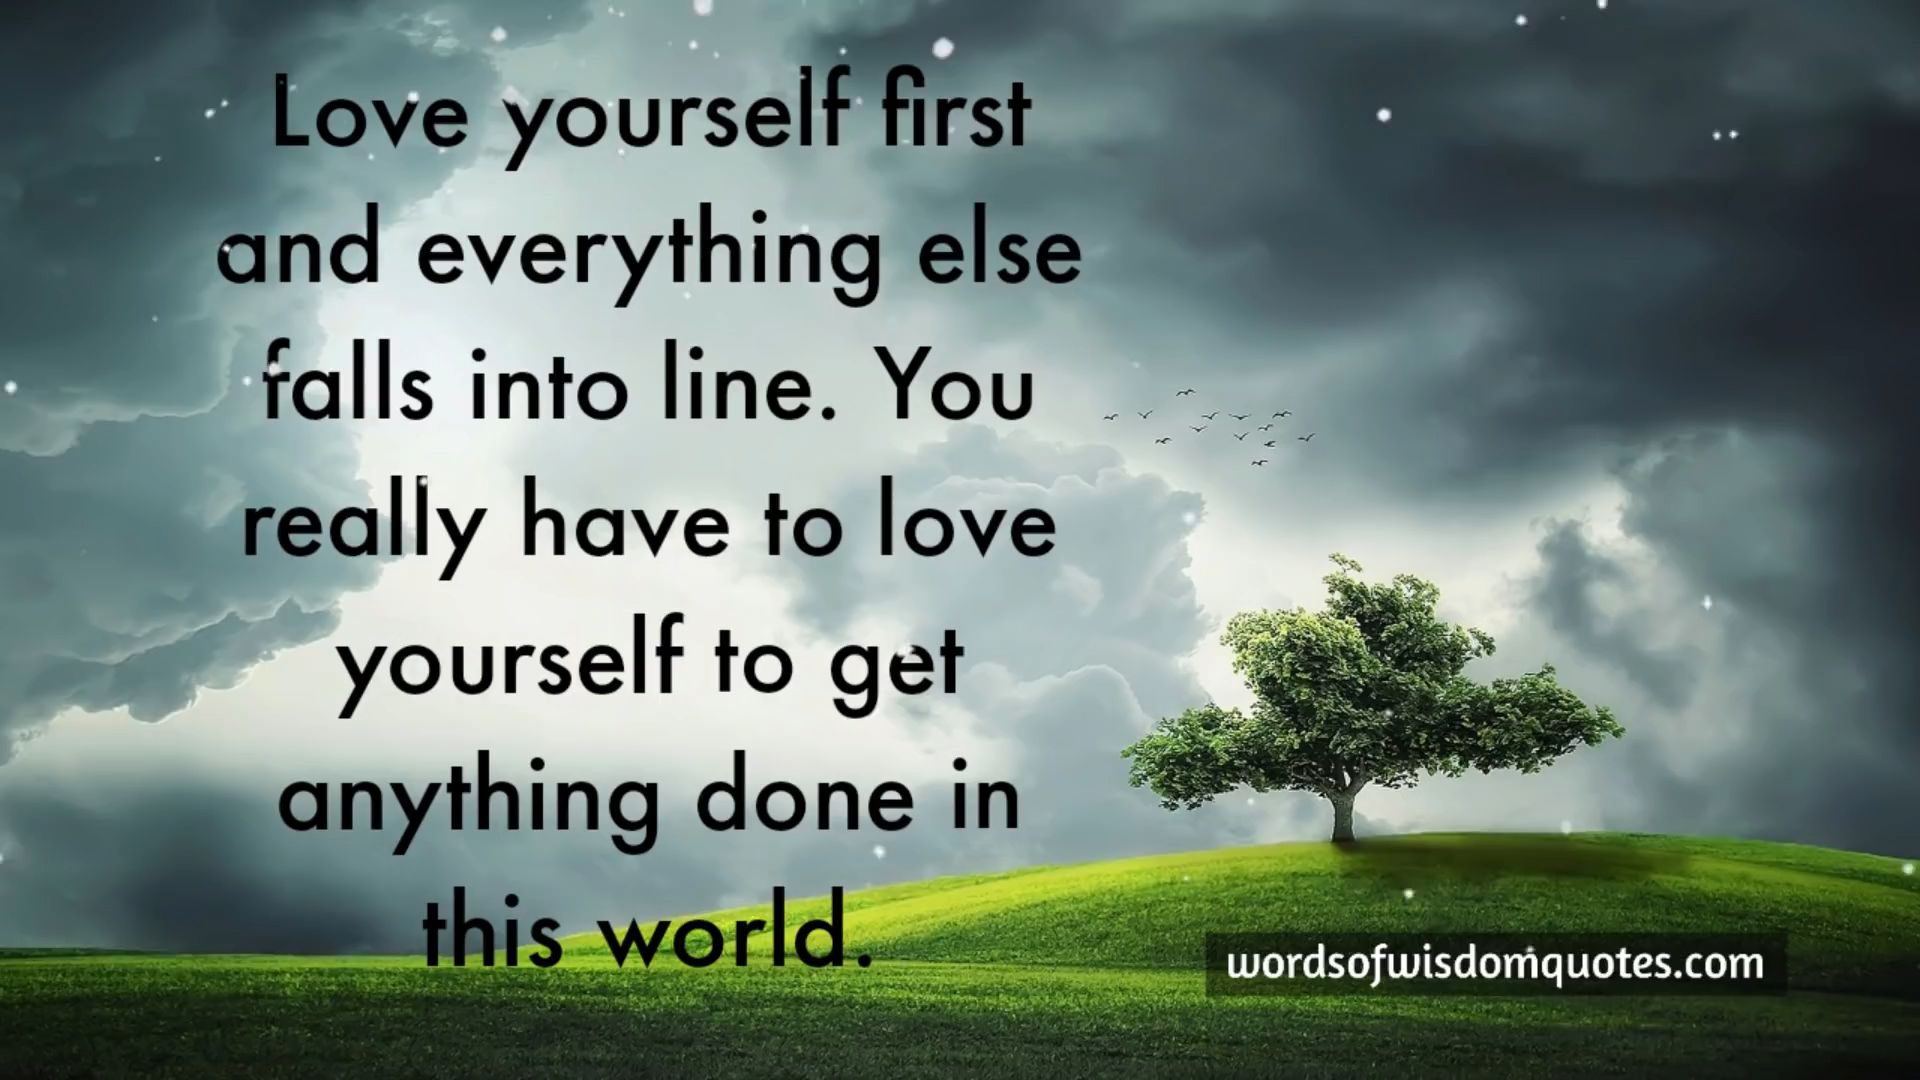 Love yourself first
and everything else
falls into line. You
really have to love
yourself to get
anything done in
this world.
wordsofwisdomquotes.com